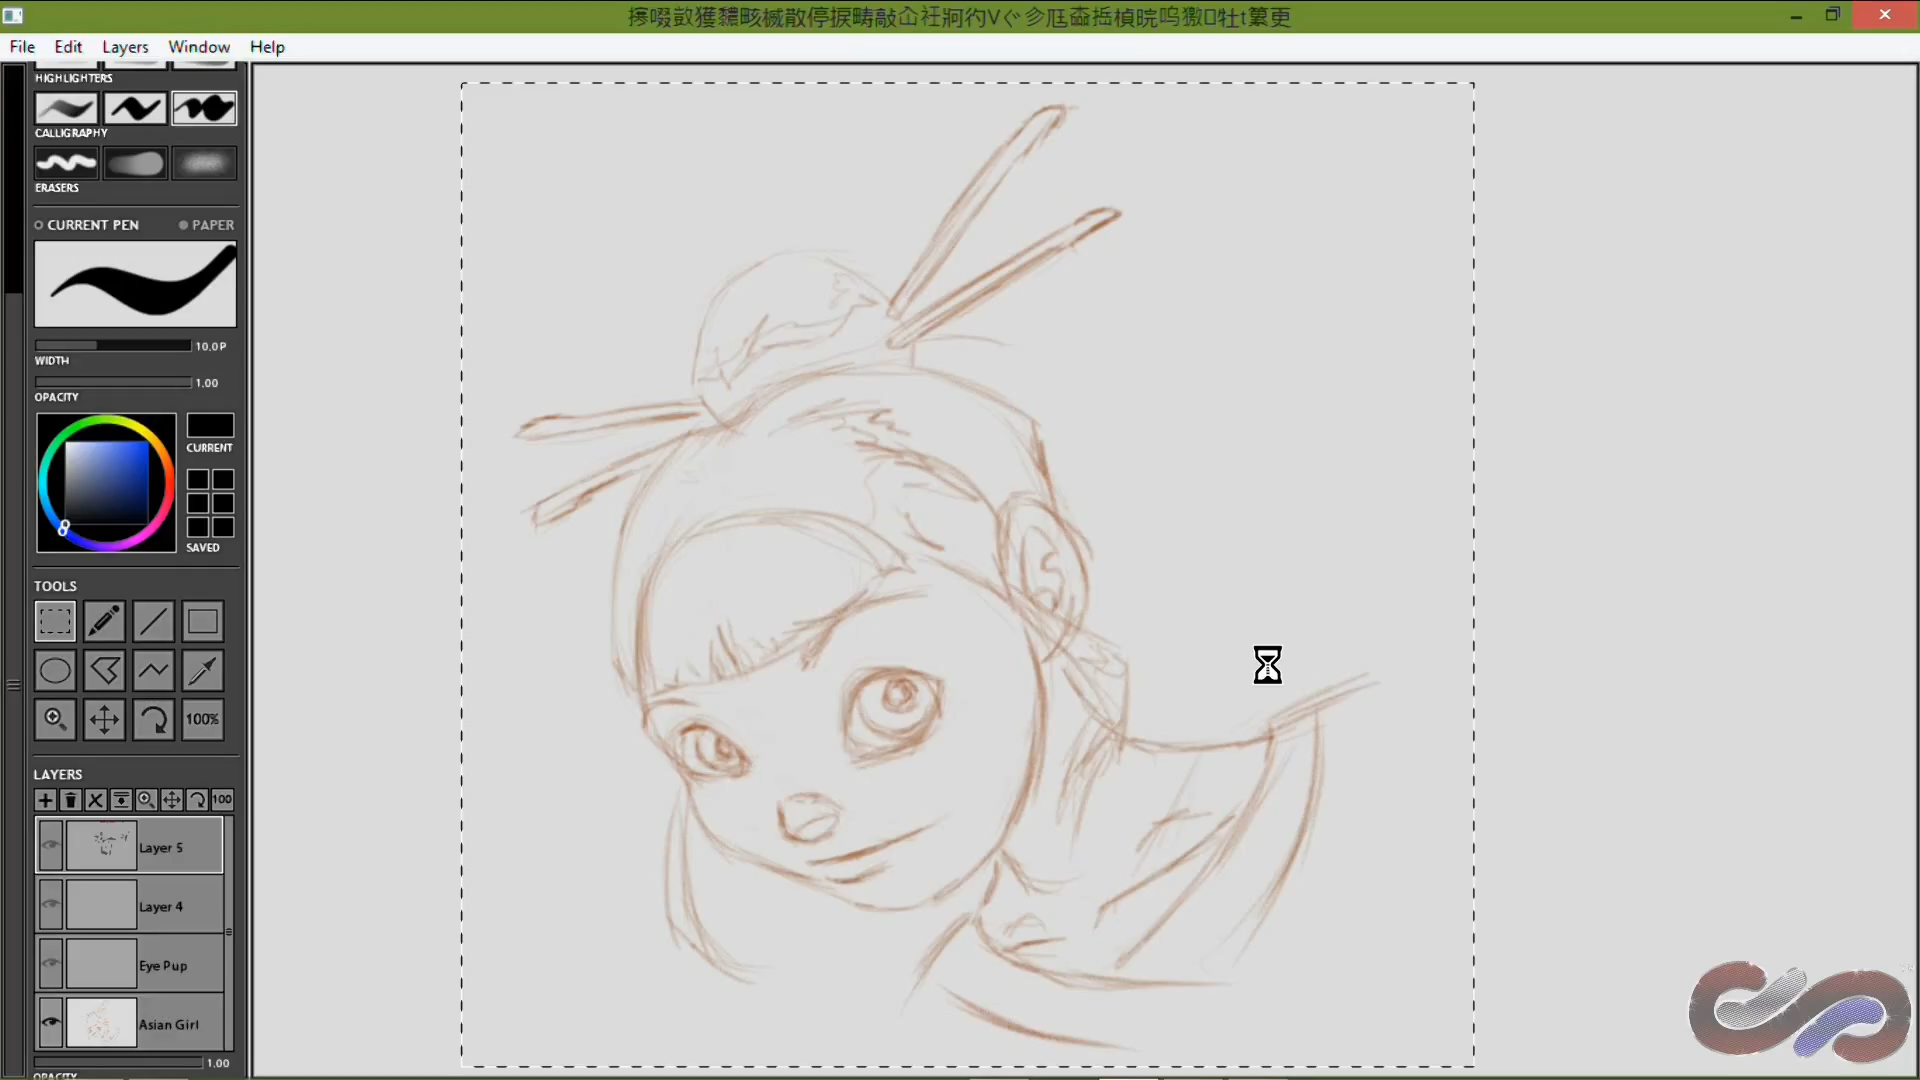 File Edit Layers Window Help
HIGHLIGHTERS
CALLIGRAPHY
ERASERS
CURRENT PEN
PAPER
10.0P
WIDTH
1.00
OPACITY
CURRENT
SAVED
TOOLS
100%
LAYERS
100
Layer 5
Layer 4
Eye Pup
Asian Girl
1.00
OPACITY